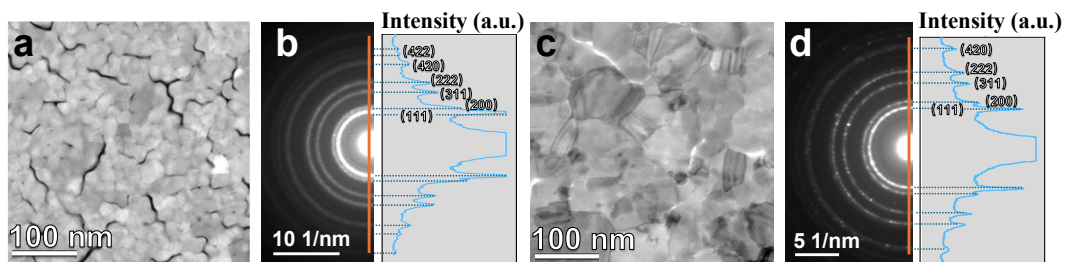 Intensity (a.u.)
Intensity (a.u.)
a
b
(422)
(420)
(222)
(311)
(200)
(111)
c
d
(420)
(222)
(311)
(200)
(111)
100 nm
10 1/nm
100 nm
5 1/nm